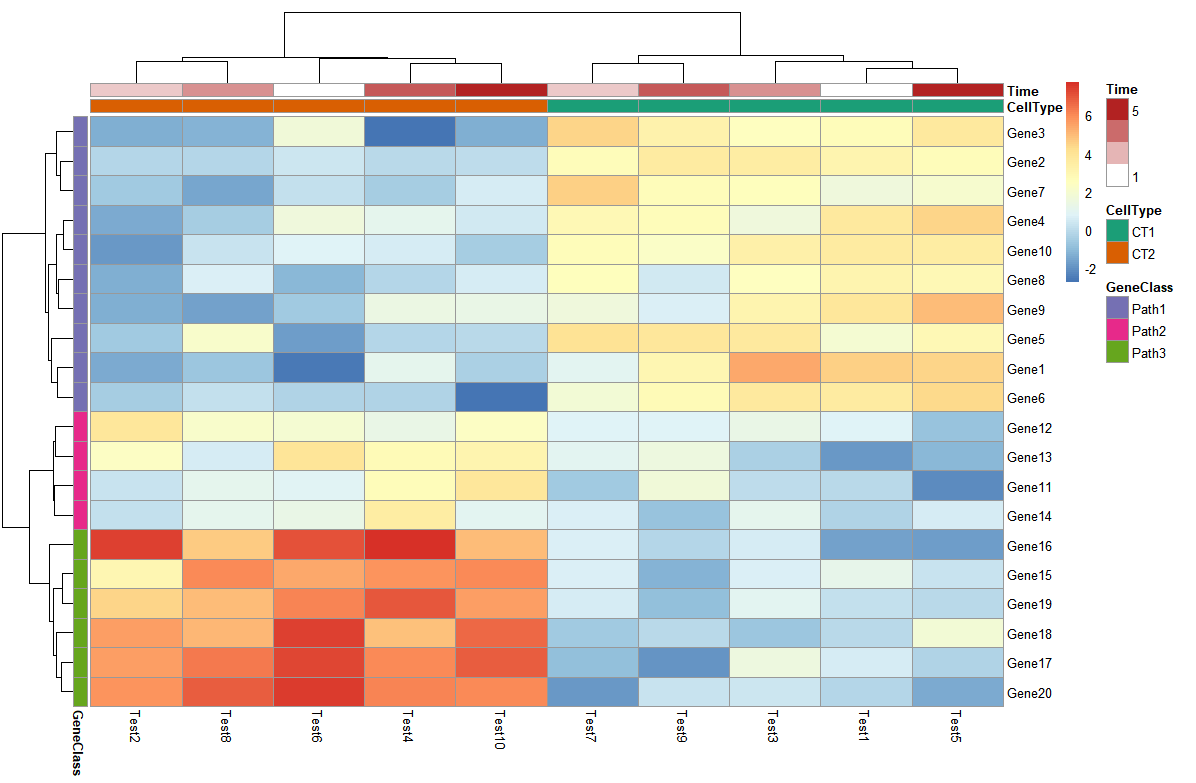 Time
CellType
Gene3
Gene2
Gene7
Gene4
Gene10
Gene8
Gene9
Gene5
Gene1
Gene6
Gene12
Gene13
Gene11
Gene14
Gene16
Gene15
Gene19
Gene18
Gene17
Gene20
GeneClass
Test2
Test8
Test6
Test4
Test10
Test7
Test9
Test3
Test1
Test5
6
4
2
0
-2
Time
5
1
CellType
CT1
CT2
GeneClass
Path1
Path2
Path3